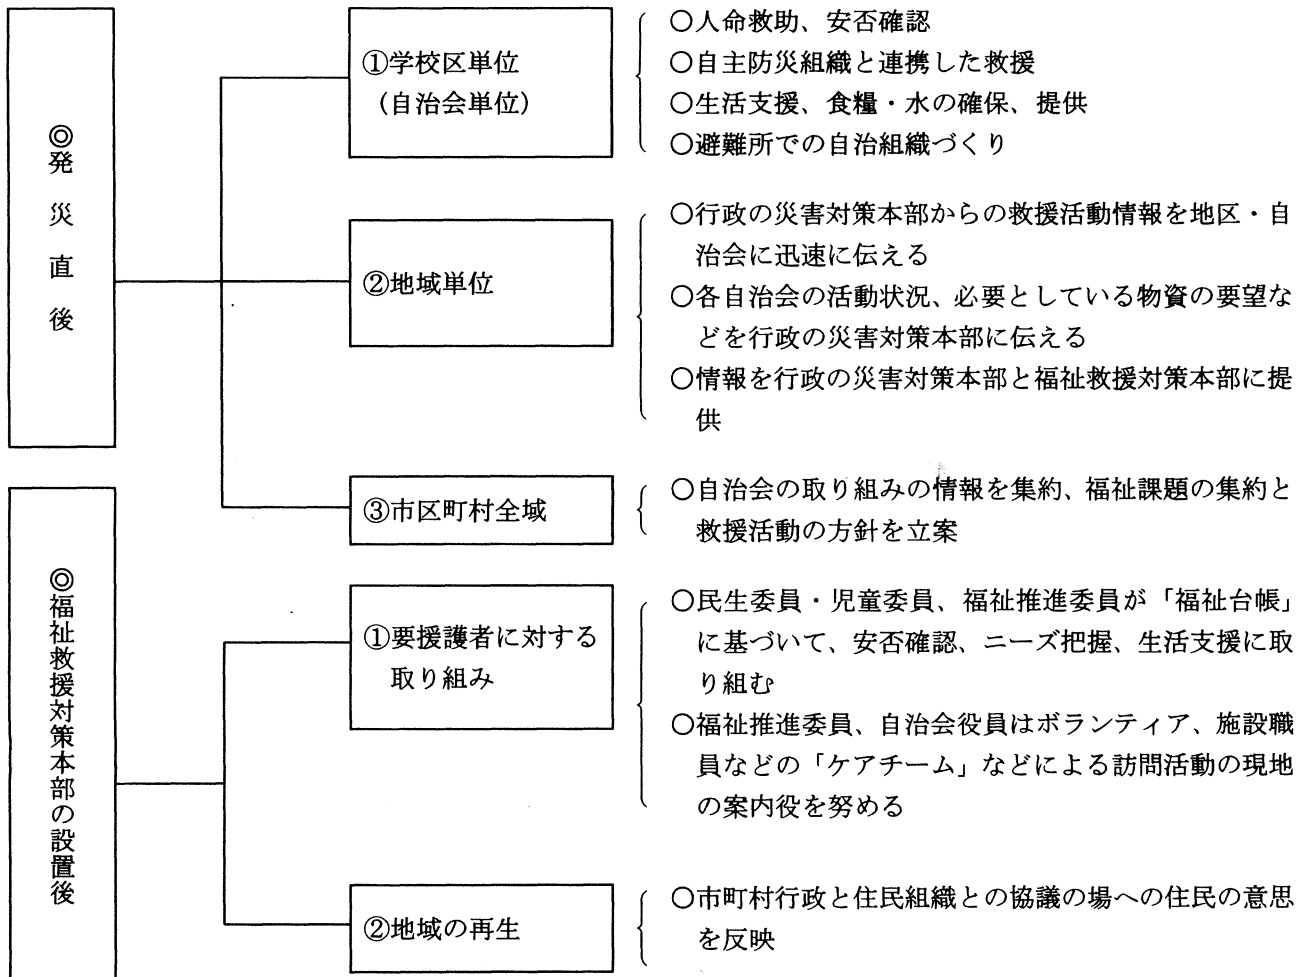 ◎発災直後
①学校区単位
（自治会単位）
○人命救助、安否確認
○自主防災組織と連携した救援
○生活支援、食糧・水の確保、提供
○避難所での自治組織づくり
②地域単位
○行政の災害対策本部からの救援活動情報を地区・自
治会に迅速に伝える
○各自治会の活動状況、必要としている物資の要望な
どを行政の災害対策本部に伝える
○情報を行政の災害対策本部と福祉救援対策本部に提
供
③市区町村全域
○自治会の取り組みの情報を集約、福祉課題の集約と
救援活動の方針を立案
◎福祉救援対策本部の設置後
①要援護者に対する
取り組み
○民生委員・児童委員、福祉推進委員が「福祉台帳」
に基づいて、安否確認、ニーズ把握、生活支援に取
り組む
○福祉推進委員、自治会役員はボランティア、施設職
員などの「ケアチーム」などによる訪問活動の現地
の案内役を努める
②地域の再生
○市町村行政と住民組織との協議の場への住民の意思
を反映